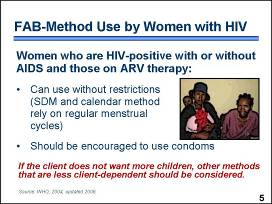 FAB-Method Use by Women with HIV
Women who are HIV-positive with or without
AIDS and those on ARV therapy:
• Can use without restrictions
(SDM and calendar method
rely on regular menstrual
cycles)
• Should be encouraged to use condoms
If the client does not want more children, other methods
that are less client-dependent should be considered.
Source: WHO, 2004; updated 2008.
5